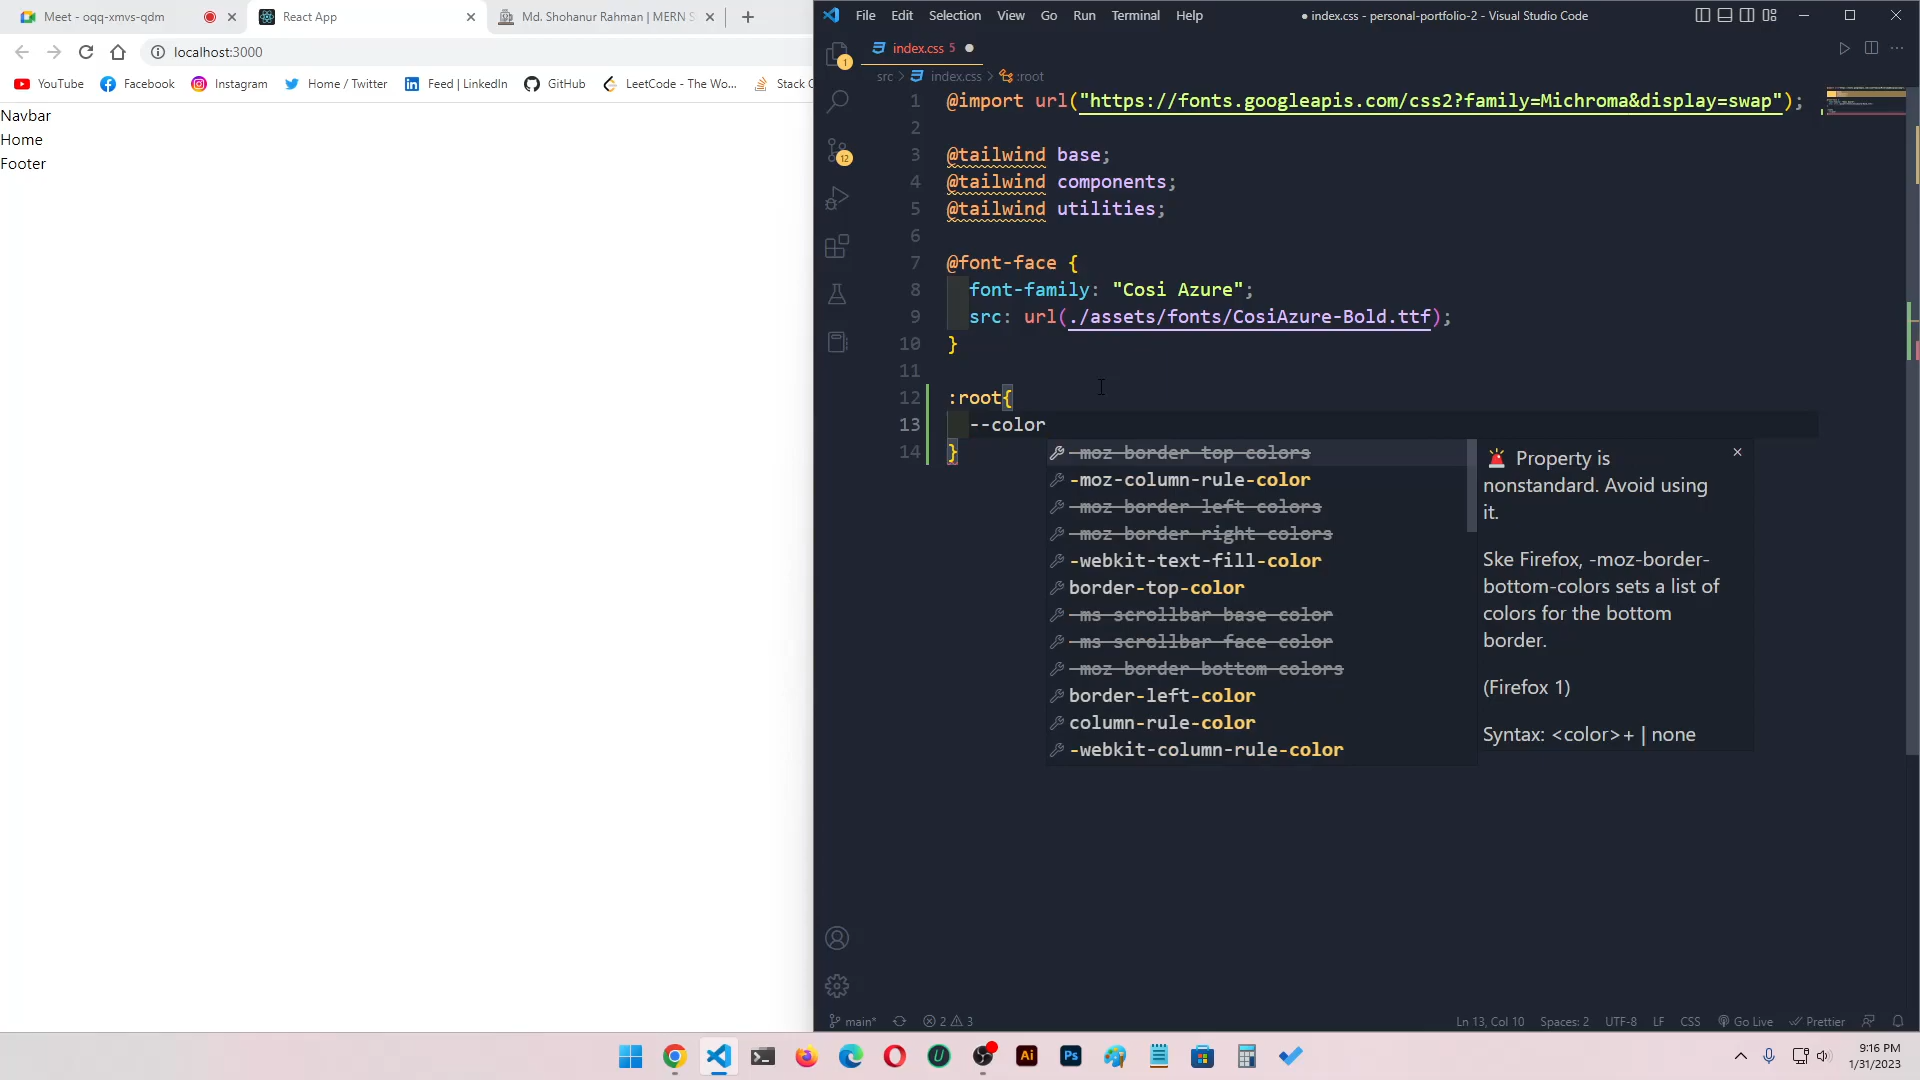 Meet - oqq-xmvs-qdm
React App
Md. Shohanur Rahman | MERN S
localhost:3000
YouTube
Facebook
Instagram
Home / Twitter
Feed | LinkedIn
GitHub
LeetCode - The Wo...
Stack O
Navbar
Home
Footer
File Edit Selection View Go Run Terminal Help
● index.css - personal-portfolio-2 - Visual Studio Code
index.css 5 ●
src > index.css > :root
1 @import url("https://fonts.googleapis.com/css2?family=Michroma&display=swap");
2
3 @tailwind base;
4 @tailwind components;
5 @tailwind utilities;
6
7 @font-face {
8 font-family: "Cosi Azure";
9 src: url(./assets/fonts/CosiAzure-Bold.ttf);
10 }
11
12 :root{
13 --color
14 }
1
12
-moz-border-top-colors
-moz-column-rule-color
-moz-border-left-colors
-moz-border-right-colors
-webkit-text-fill-color
border-top-color
-ms-scrollbar-base-color
-ms-scrollbar-face-color
-moz-border-bottom-colors
border-left-color
column-rule-color
-webkit-column-rule-color
🚨 Property is
nonstandard. Avoid using
it.
Ske Firefox, -moz-border-
bottom-colors sets a list of
colors for the bottom
border.
(Firefox 1)
Syntax: <color>+ | none
main*
2
3
Ln 13, Col 10
Spaces: 2
UTF-8
LF
CSS
Go Live
Prettier
Ai
Ps
9:16 PM
1/31/2023